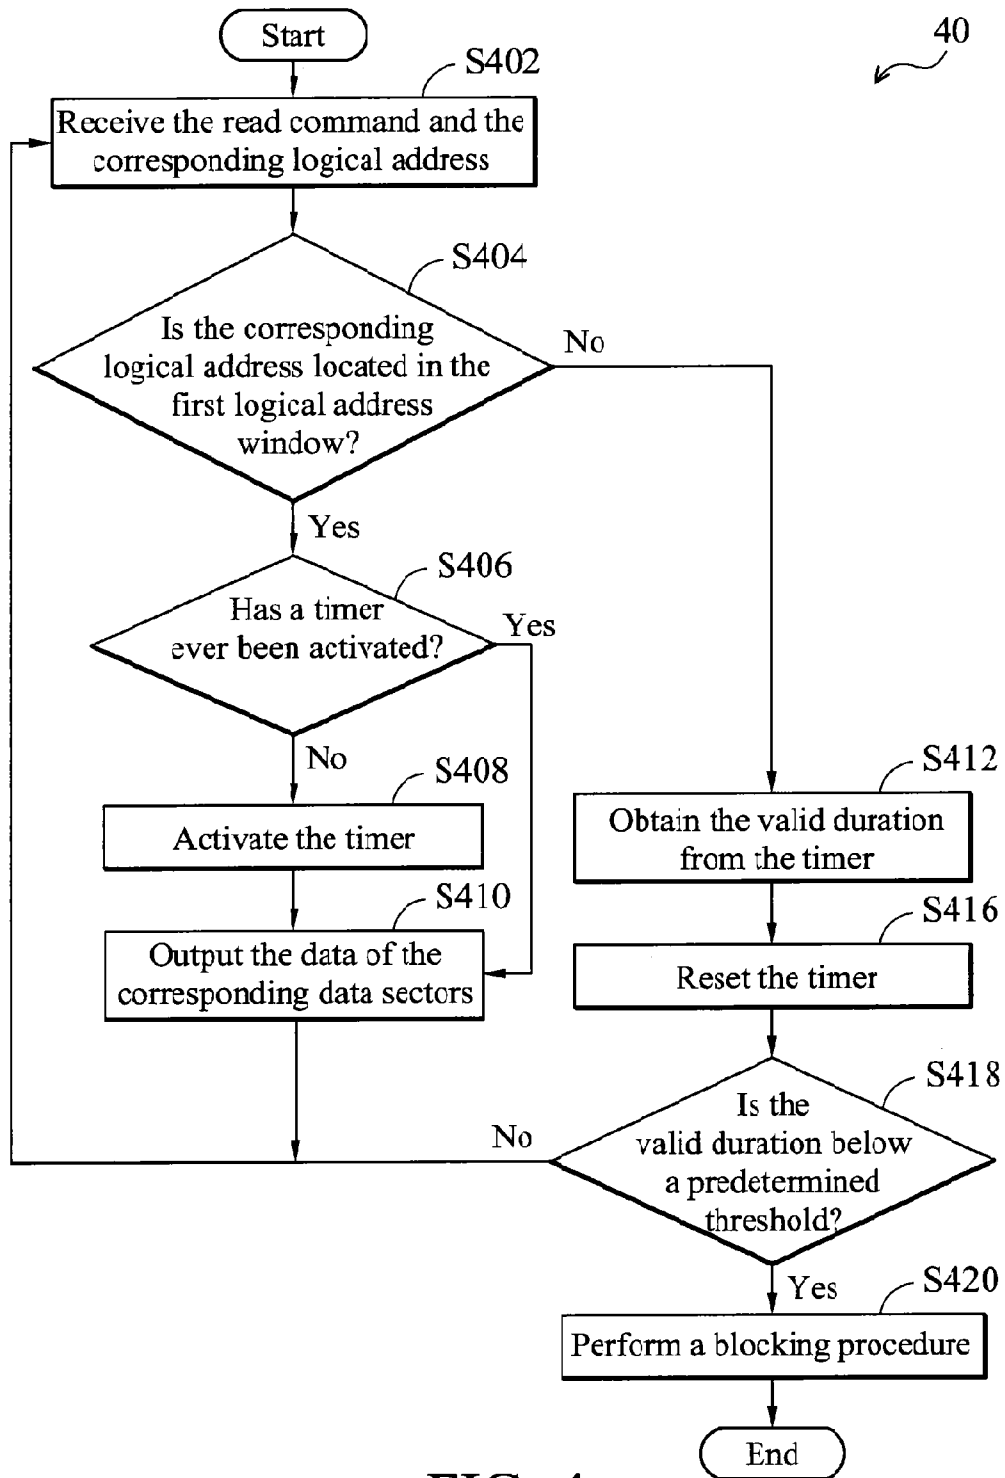 Start
40
S402
Receive the read command and the
corresponding logical address
S404
Is the corresponding
logical address located in the
first logical address
window?
No
Yes
S406
Has a timer
ever been activated?
Yes
No
S408
Activate the timer
S410
Output the data of the
corresponding data sectors
S412
Obtain the valid duration
from the timer
S416
Reset the timer
S418
Is the
valid duration below
a predetermined
threshold?
No
Yes
S420
Perform a blocking procedure
End
FIG. 4